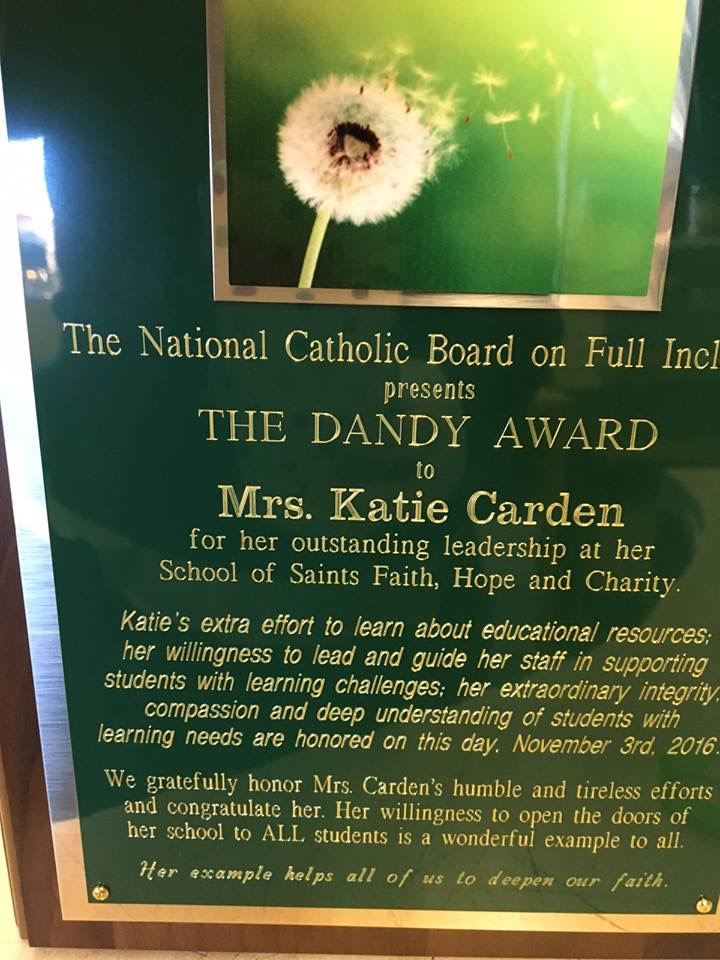 The National Catholic Board on Full Incl
presents
THE DANDY AWARD
to
Mrs. Katie Carden
for her outstanding leadership at her
School of Saints Faith, Hope and Charity.
Katie's extra effort to learn about educational resources;
her willingness to lead and guide her staff in supporting
students with learning challenges; her extraordinary integrity,
compassion and deep understanding of students with
learning needs are honored on this day, November 3rd, 2016.
We gratefully honor Mrs. Carden's humble and tireless efforts
and congratulate her. Her willingness to open the doors of
her school to ALL students is a wonderful example to all.
Her example helps all of us to deepen our faith.